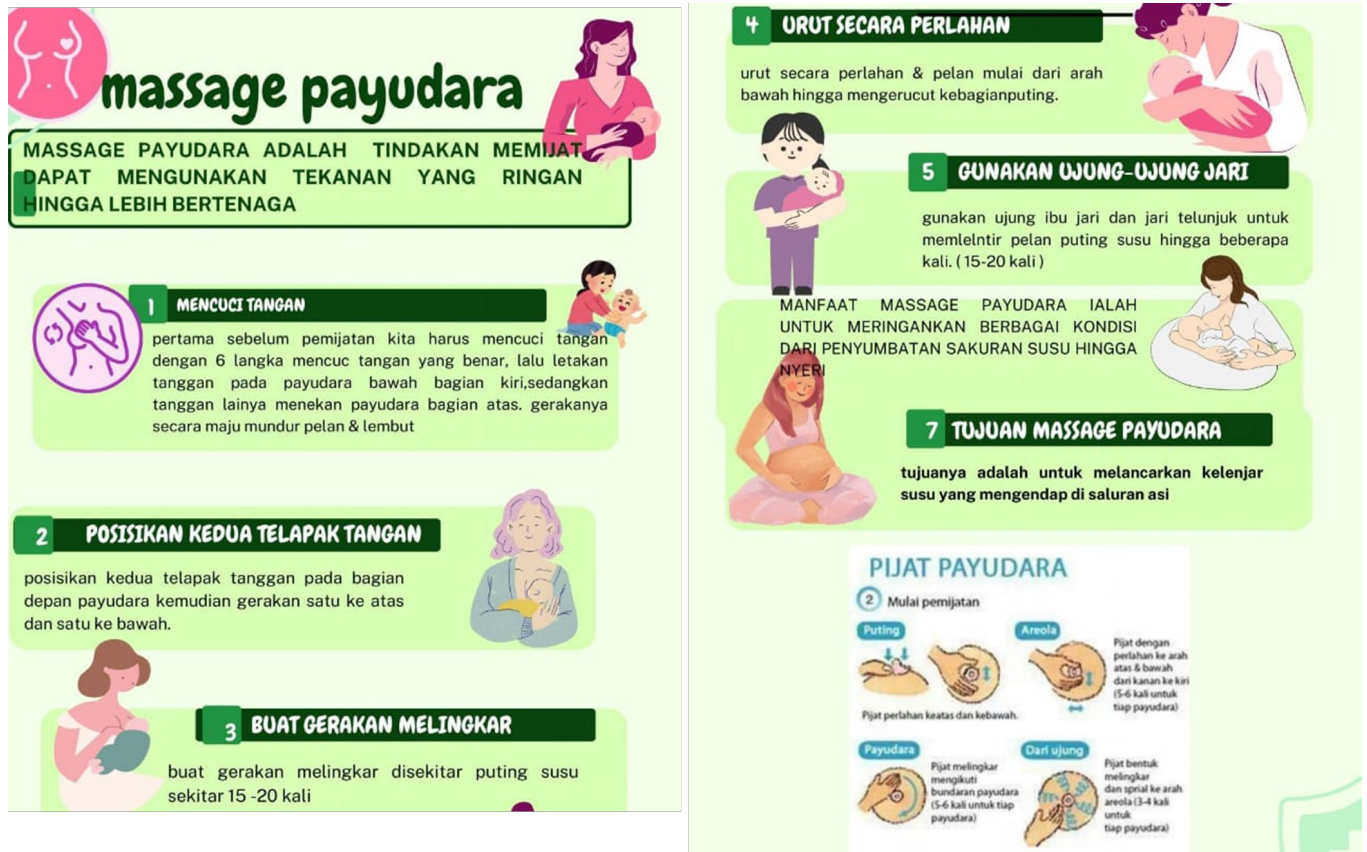 massage payudara
MASSAGE PAYUDARA ADALAH TINDAKAN MEMIJAT
DAPAT MENGUNAKAN TEKANAN YANG RINGAN
HINGGA LEBIH BERTENAGA
1 MENCUCI TANGAN
pertama sebelum pemijatan kita harus mencuci tangan
dengan 6 langka mencuc tangan yang benar, lalu letakan
tanggan pada payudara bawah bagian kiri,sedangkan
tanggan lainya menekan payudara bagian atas. gerakanya
secara maju mundur pelan & lembut
2 POSISIKAN KEDUA TELAPAK TANGAN
posisikan kedua telapak tanggan pada bagian
depan payudara kemudian gerakan satu ke atas
dan satu ke bawah.
3 BUAT GERAKAN MELINGKAR
buat gerakan melingkar disekitar puting susu
sekitar 15 -20 kali
4 URUT SECARA PERLAHAN
urut secara perlahan & pelan mulai dari arah
bawah hingga mengerucut kebagianputing.
5 GUNAKAN UJUNG-UJUNG JARI
gunakan ujung ibu jari dan jari telunjuk untuk
memlelntir pelan puting susu hingga beberapa
kali. ( 15-20 kali )
MANFAAT MASSAGE PAYUDARA IALAH
UNTUK MERINGANKAN BERBAGAI KONDISI
DARI PENYUMBATAN SAKURAN SUSU HINGGA
NYERI
7 TUJUAN MASSAGE PAYUDARA
tujuanya adalah untuk melancarkan kelenjar
susu yang mengendap di saluran asi
PIJAT PAYUDARA
2 Mulai pemijatan
Puting
Pijat perlahan keatas dan kebawah.
Areola
Pijat dengan
perlahan ke arah
atas & bawah
dari kanan ke kiri
(5-6 kali untuk
tiap payudara)
Payudara
Pijat melingkar
mengikuti
bundaran payudara
(5-6 kali untuk tiap
payudara)
Dari ujung
Pijat bentuk
melingkar
dan sprial ke arah
areola (3-4 kali
untuk
tiap payudara)